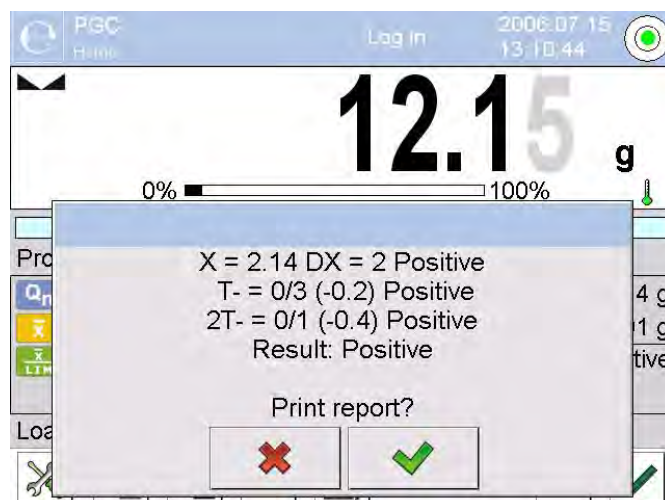 PGC
Home
Log in
2006.07.15
13:10:44
12.15 g
0% 100%
X = 2.14 DX = 2 Positive
T- = 0/3 (-0.2) Positive
2T- = 0/1 (-0.4) Positive
Result: Positive
Print report?